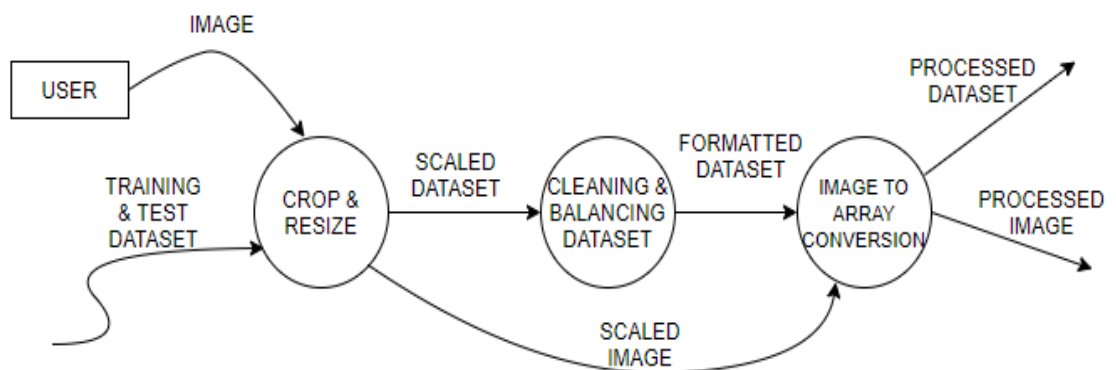 IMAGE
USER
TRAINING
& TEST
DATASET
CROP &
RESIZE
SCALED
DATASET
CLEANING &
BALANCING
DATASET
FORMATTED
DATASET
IMAGE TO
ARRAY
CONVERSION
PROCESSED
DATASET
PROCESSED
IMAGE
SCALED
IMAGE